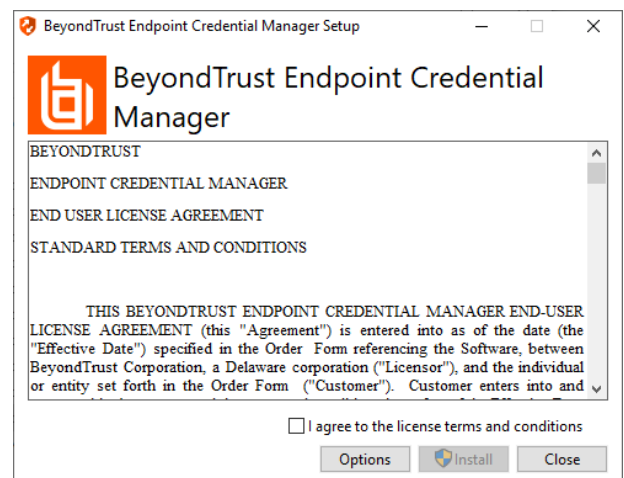 BeyondTrust Endpoint Credential Manager Setup
BeyondTrust Endpoint Credential
Manager
BEYONDTRUST
ENDPOINT CREDENTIAL MANAGER
END USER LICENSE AGREEMENT
STANDARD TERMS AND CONDITIONS
THIS BEYONDTRUST ENDPOINT CREDENTIAL MANAGER END-USER
LICENSE AGREEMENT (this "Agreement") is entered into as of the date (the
"Effective Date") specified in the Order Form referencing the Software, between
BeyondTrust Corporation, a Delaware corporation ("Licensor"), and the individual
or entity set forth in the Order Form ("Customer"). Customer enters into and
I agree to the license terms and conditions
Options Install Close